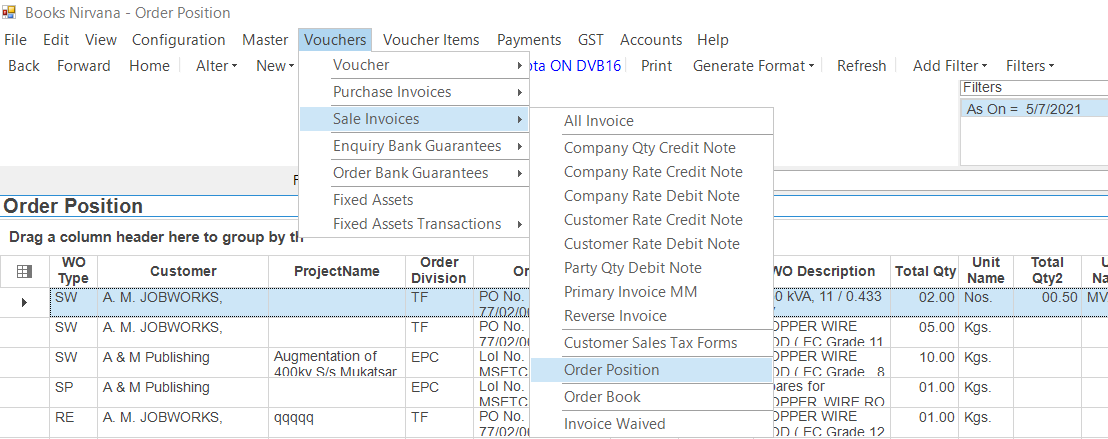 Books Nirvana - Order Position
File Edit View Configuration Master Vouchers Voucher Items Payments GST Accounts Help
Back Forward Home Alter New ota ON DVB16 Print Generate Format Refresh Add Filter Filters
Voucher
Purchase Invoices
Sale Invoices
Enquiry Bank Guarantees
Order Bank Guarantees
Fixed Assets
Fixed Assets Transactions
All Invoice
Company Qty Credit Note
Company Rate Credit Note
Company Rate Debit Note
Customer Rate Credit Note
Customer Rate Debit Note
Party Qty Debit Note
Primary Invoice MM
Reverse Invoice
Customer Sales Tax Forms
Order Position
Order Book
Invoice Waived
Filters
As On = 5/7/2021
Order Position
Drag a column header here to group by th
WO Type Customer ProjectName Order Division Or WO Description Total Qty Unit Name Total Qty2 U Na
SW A. M. JOBWORKS, TF PO No. 0 kVA, 11 / 0.433 02.00 Nos. 00.50 MV
77/02/0
SW A. M. JOBWORKS, TF PO No. OPPER WIRE 05.00 Kgs.
77/02/0 OD ( EC Grade 11
SW A & M Publishing Augmentation of EPC LoI No. OPPER WIRE 10.00 Kgs.
400kv S/s Mukatsar MSETC OD ( EC Grade 8
SP A & M Publishing EPC LoI No. ares for 01.00 Kgs.
MSETC OPPER WIRE RO
RE A. M. JOBWORKS, qqqqq TF PO No. OPPER WIRE 01.00 Kgs.
77/02/0 OD ( EC Grade 12